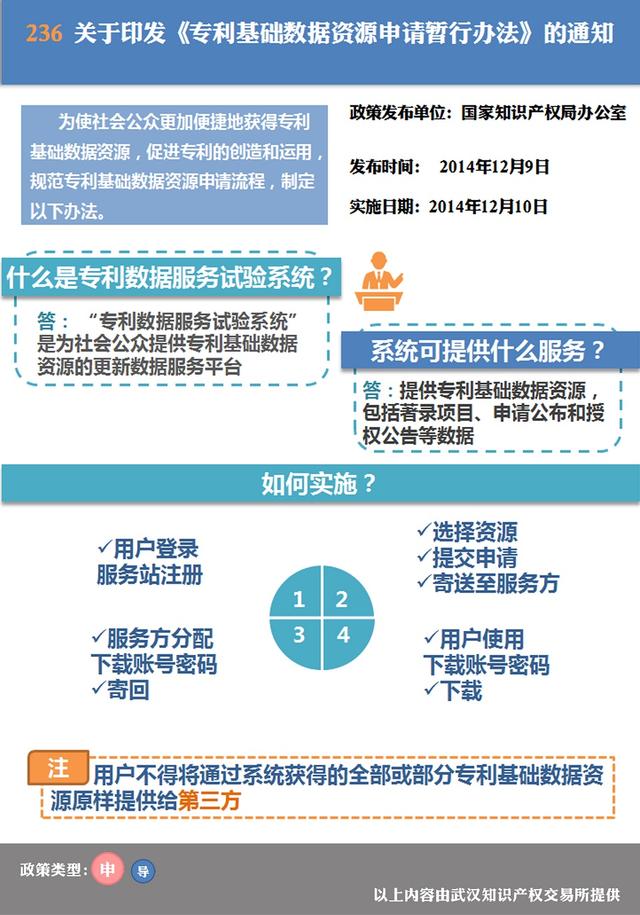 236 关于印发《专利基础数据资源申请暂行办法》的通知
为使社会公众更加便捷地获得专利
基础数据资源，促进专利的创造和运用，
规范专利基础数据资源申请流程，制定
以下办法。
政策发布单位：国家知识产权局办公室
发布时间： 2014年12月9日
实施日期：2014年12月10日
什么是专利数据服务试验系统？
答：“专利数据服务试验系统”
是为社会公众提供专利基础数据
资源的更新数据服务平台
系统可提供什么服务？
答：提供专利基础数据资源，
包括著录项目、申请公布和授
权公告等数据
如何实施？
✓用户登录
服务站注册
✓选择资源
✓提交申请
✓寄送至服务方
1 2
3 4
✓服务方分配
下载账号密码
✓寄回
✓用户使用
下载账号密码
✓下载
注
用户不得将通过系统获得的全部或部分专利基础数据资
源原样提供给第三方
政策类型：申 导
以上内容由武汉知识产权交易所提供